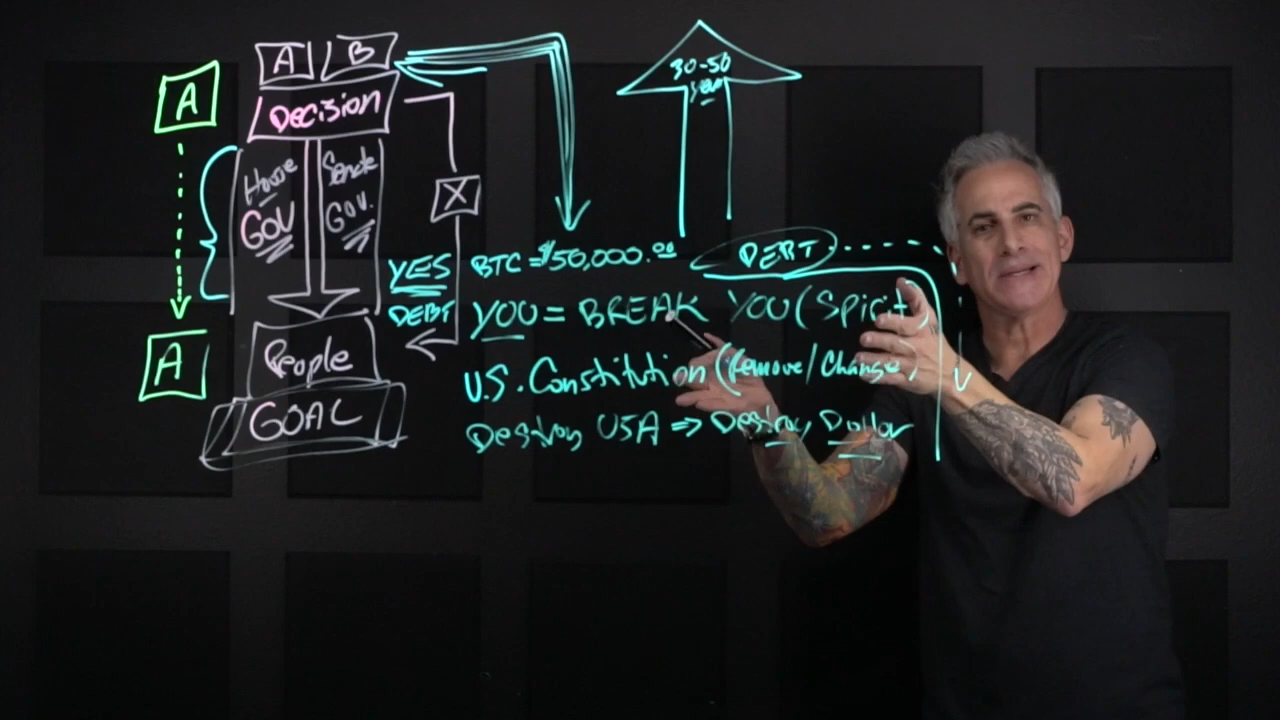 A B
30-50
year
A
Decision
House Senate
GOV GOV.
X
YES BTC = $50,000.00 DEBT
DEBT YOU = BREAK YOU (Spirit)
People
U.S. Constitution (Remove/Change)
A
GOAL
Destroy USA ⇒ Destroy Dollar